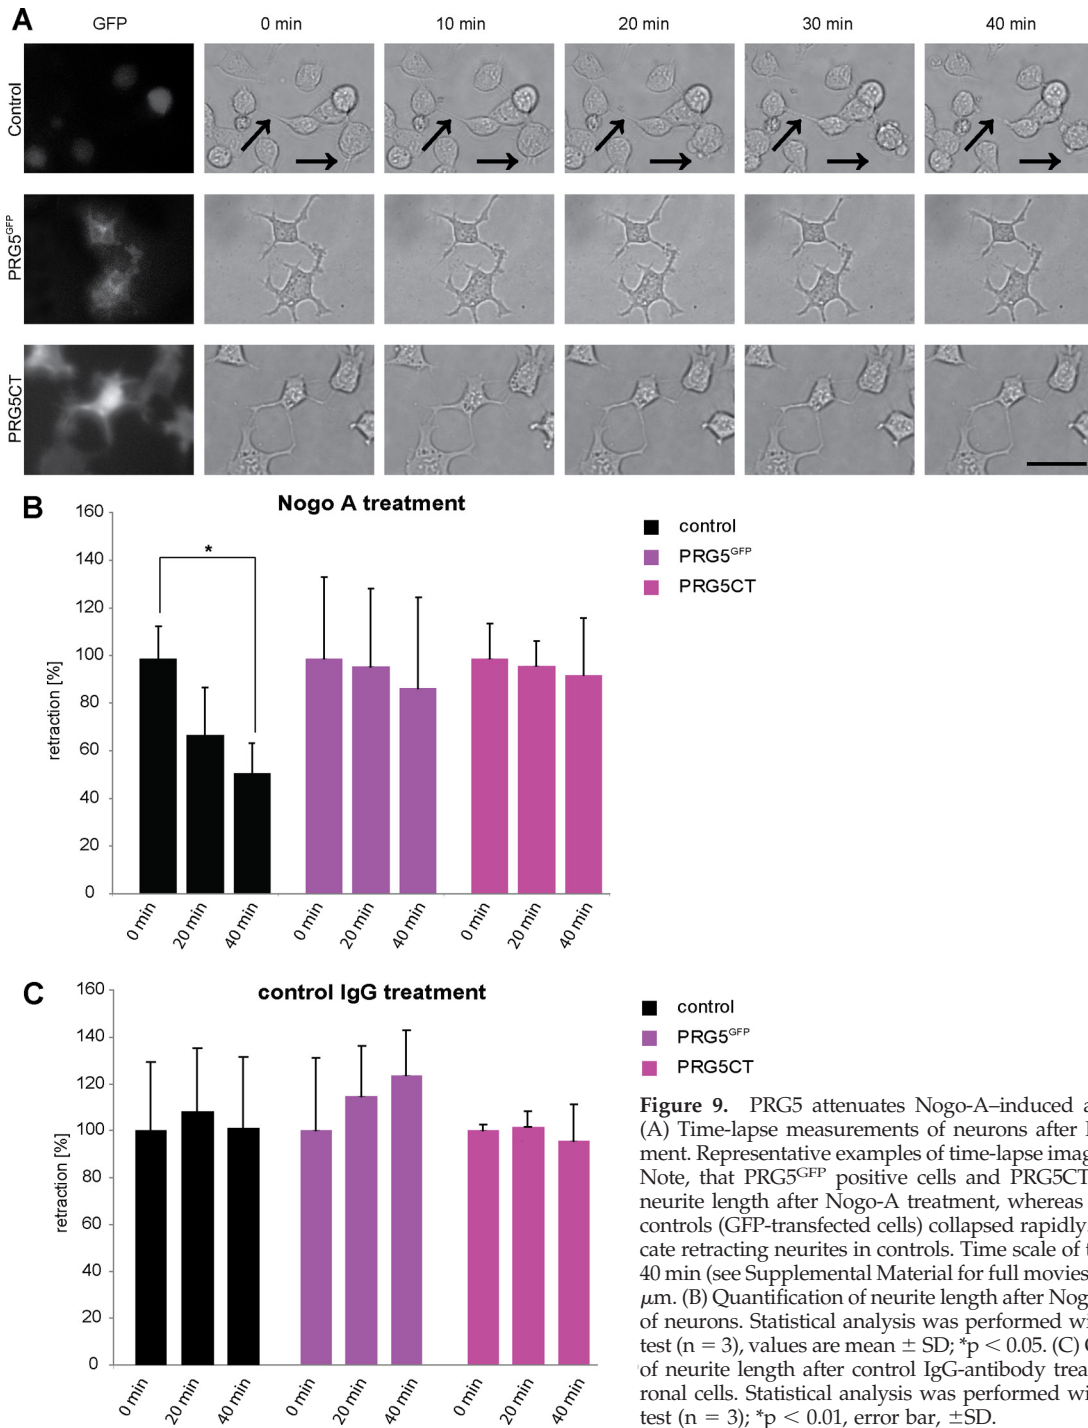 A
GFP 0 min 10 min 20 min 30 min 40 min
Control
PRG5GFP
PRG5CT
B
Nogo A treatment
160
140
120
100
80
60
40
20
0
retraction [%]
*
control
PRG5GFP
PRG5CT
0 min 20 min 40 min 0 min 20 min 40 min 0 min 20 min 40 min
C
control IgG treatment
160
140
120
100
80
60
40
20
0
retraction [%]
control
PRG5GFP
PRG5CT
0 min 20 min 40 min 0 min 20 min 40 min 0 min 20 min 40 min
Figure 9. PRG5 attenuates Nogo-A–induced
(A) Time-lapse measurements of neurons after
ment. Representative examples of time-lapse
Note, that PRG5GFP positive cells and PRG5CT
neurite length after Nogo-A treatment, whereas
controls (GFP-transfected cells) collapsed rapidly.
cate retracting neurites in controls. Time scale of
40 min (see Supplemental Material for full movies
μm. (B) Quantification of neurite length after
of neurons. Statistical analysis was performed
test (n = 3), values are mean ± SD; *p < 0.05. (C)
of neurite length after control IgG-antibody
ronal cells. Statistical analysis was performed
test (n = 3); *p < 0.01, error bar, ±SD.